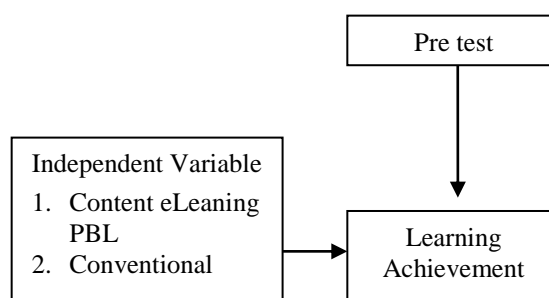 Pre test
Independent Variable
1. Content eLeaning
PBL
2. Conventional
Learning
Achievement